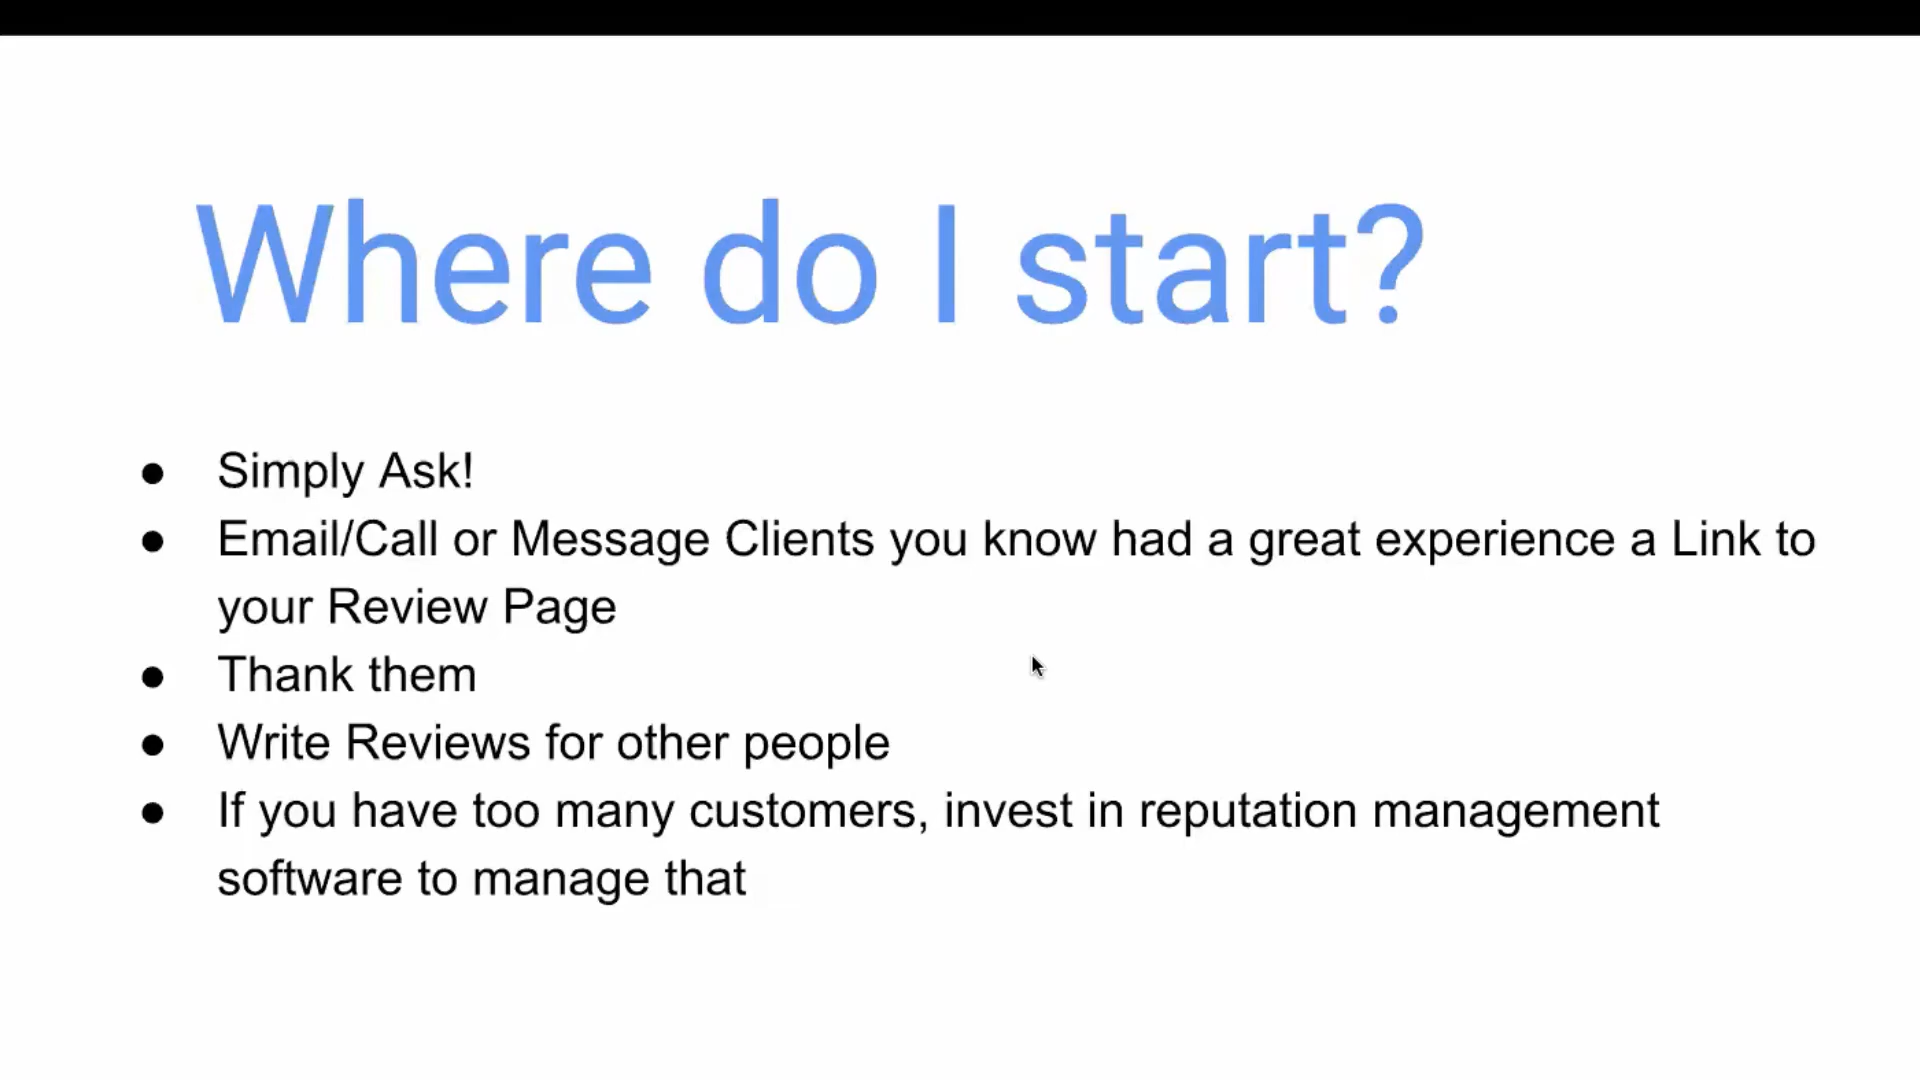 Where do I start?
● Simply Ask!
● Email/Call or Message Clients you know had a great experience a Link to
your Review Page
● Thank them
● Write Reviews for other people
● If you have too many customers, invest in reputation management
software to manage that